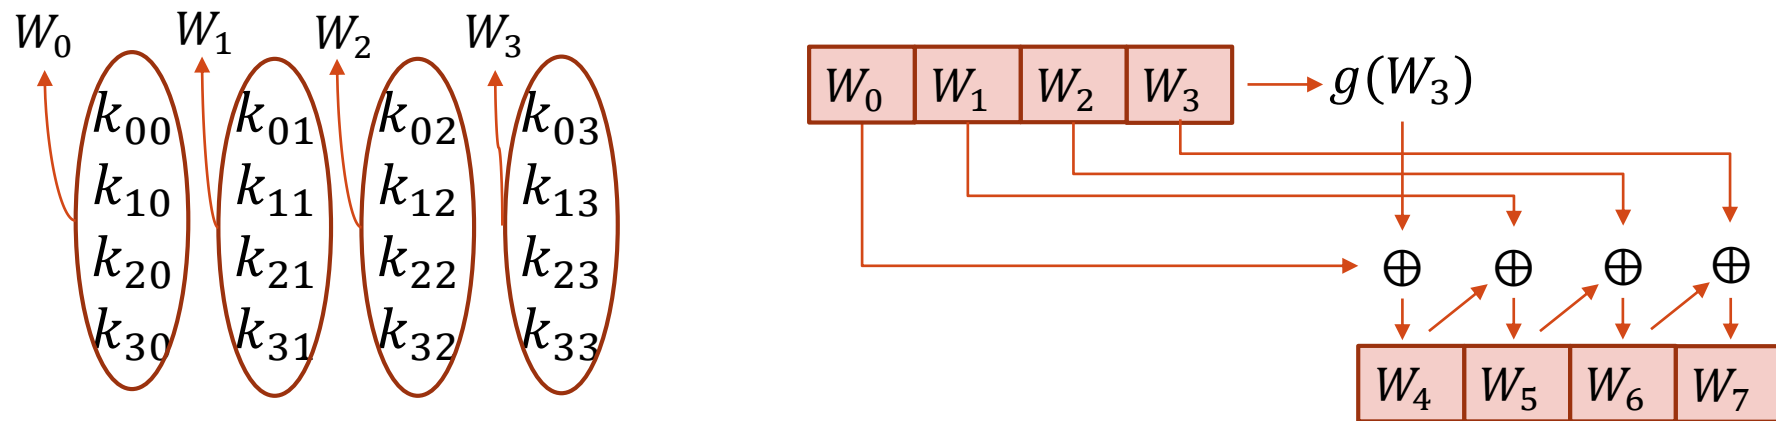 W₀ W₁ W₂ W₃
k₀₀ k₀₁ k₀₂ k₀₃
k₁₀ k₁₁ k₁₂ k₁₃
k₂₀ k₂₁ k₂₂ k₂₃
k₃₀ k₃₁ k₃₂ k₃₃
W₀ W₁ W₂ W₃ g(W₃)
⊕ ⊕ ⊕ ⊕
W₄ W₅ W₆ W₇